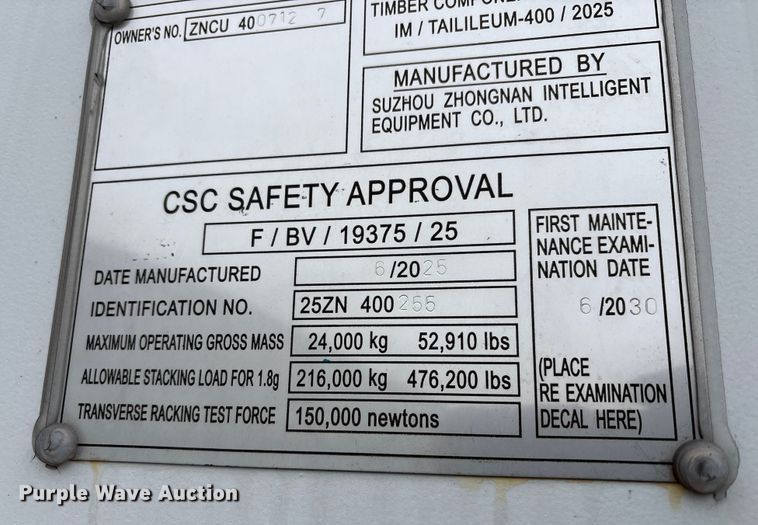 OWNER'S NO. ZNCU 400712 7
TIMBER COMPONEN
IM / TAILILEUM-400 / 2025
MANUFACTURED BY
SUZHOU ZHONGNAN INTELLIGENT
EQUIPMENT CO., LTD.
CSC SAFETY APPROVAL
F / BV / 19375 / 25
DATE MANUFACTURED 6/2025
IDENTIFICATION NO. 25ZN 400255
MAXIMUM OPERATING GROSS MASS 24,000 kg 52,910 lbs
ALLOWABLE STACKING LOAD FOR 1.8g 216,000 kg 476,200 lbs
TRANSVERSE RACKING TEST FORCE 150,000 newtons
FIRST MAINTE-
NANCE EXAMI-
NATION DATE
6 /2030
(PLACE
RE EXAMINATION
DECAL HERE)
Purple Wave Auction